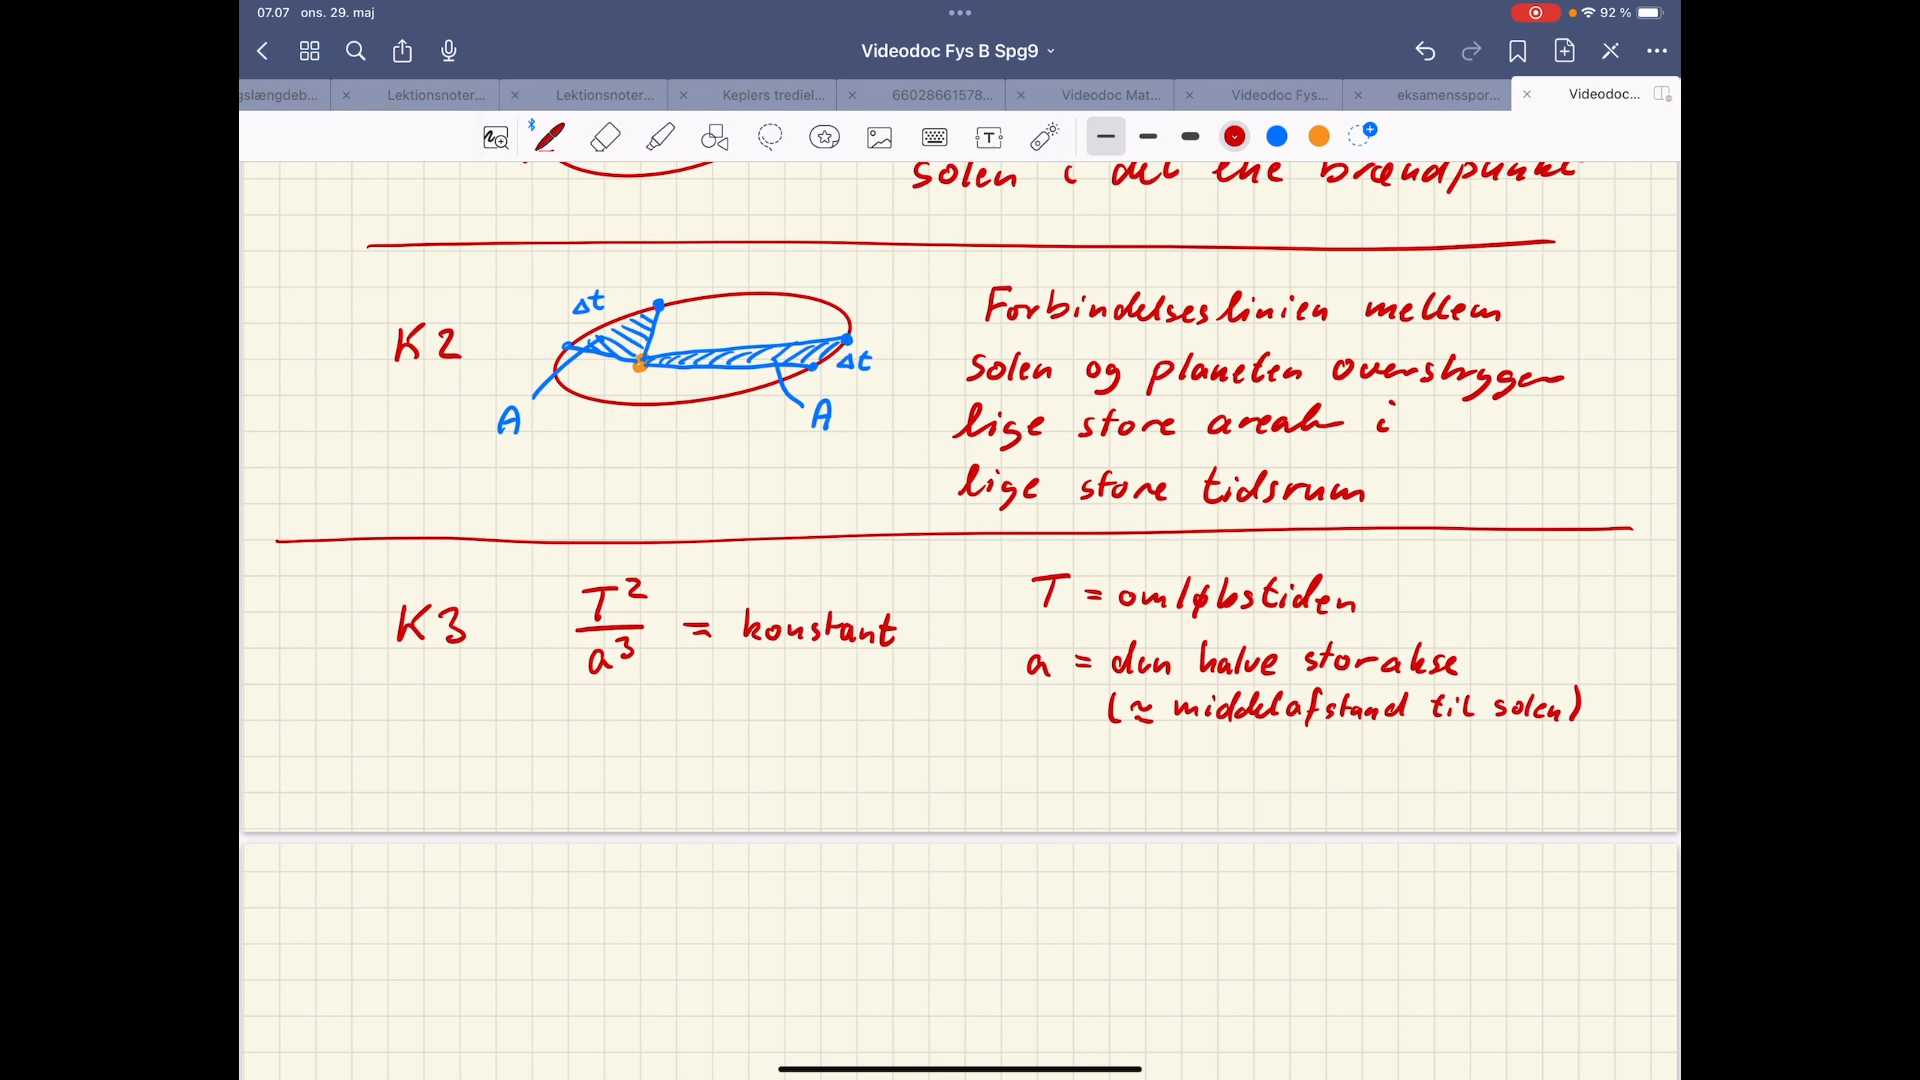 07.07 ons. 29. maj
92 %
Videodoc Fys B Spg9
gslængdeb...
Lektionsnoter...
Lektionsnoter...
Keplers trediel...
66028661578...
Videodoc Mat...
Videodoc Fys...
eksamensspor...
Videodoc...
solen i det ene brændpunkt
K2
Δt
Δt
A
A
Forbindelseslinien mellem
solen og planeten overstryger
lige store arealer i
lige store tidsrum
K3
T²/a³ = konstant
T = omløbstiden
a = den halve storakse
(≈ middelafstand til solen)